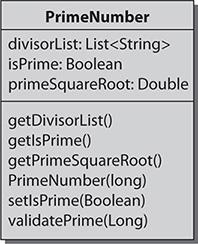 PrimeNumber
divisorList: List<String>
isPrime: Boolean
primeSquareRoot: Double
getDivisorList()
getIsPrime()
getPrimeSquareRoot()
PrimeNumber(long)
setIsPrime(Boolean)
validatePrime(Long)